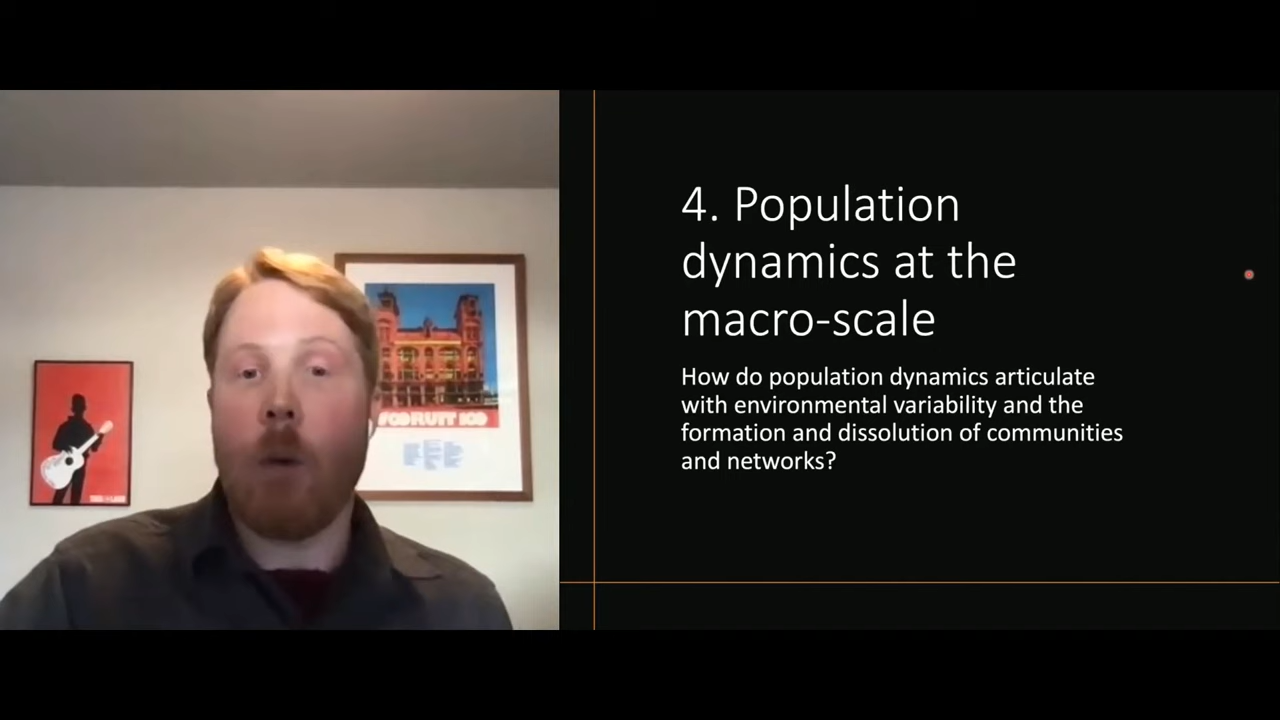 4. Population
dynamics at the
macro-scale
How do population dynamics articulate
with environmental variability and the
formation and dissolution of communities
and networks?